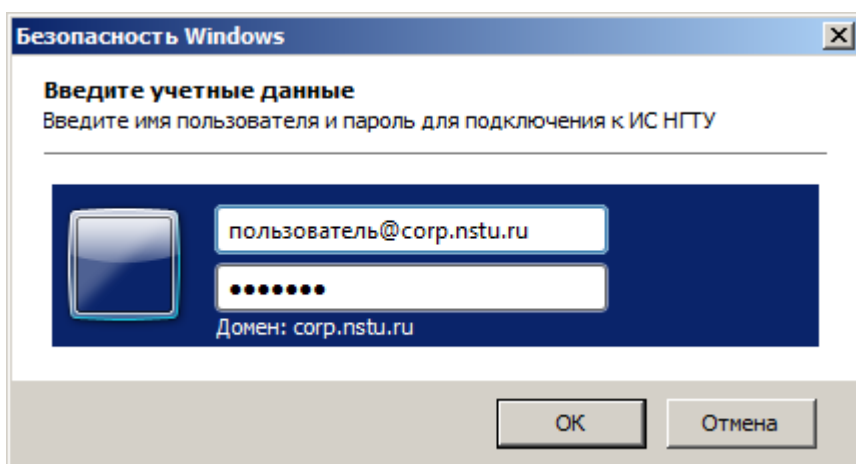 Безопасность Windows
Введите учетные данные
Введите имя пользователя и пароль для подключения к ИС НГТУ
пользователь@corp.nstu.ru
●●●●●●●
Домен: corp.nstu.ru
ОК
Отмена